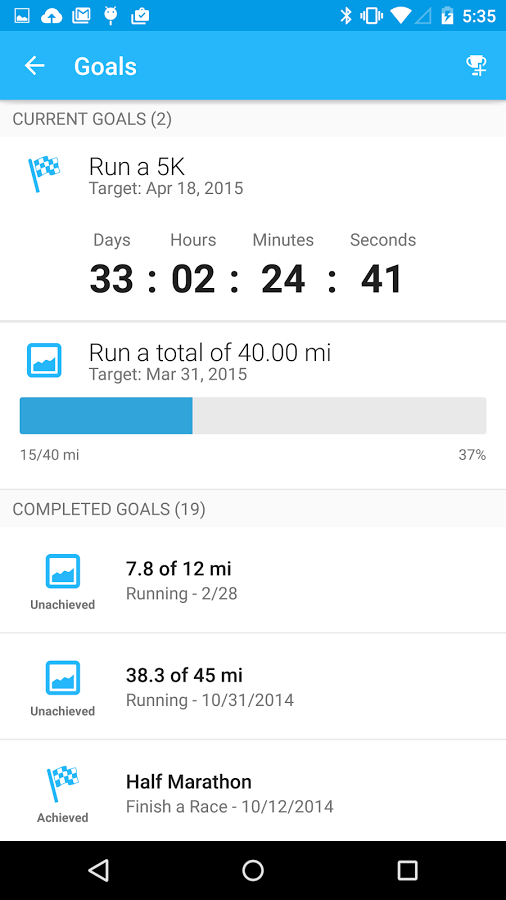 5:35
Goals
CURRENT GOALS (2)
Run a 5K
Target: Apr 18, 2015
Days Hours Minutes Seconds
33 : 02 : 24 : 41
Run a total of 40.00 mi
Target: Mar 31, 2015
15/40 mi 37%
COMPLETED GOALS (19)
7.8 of 12 mi
Running - 2/28
Unachieved
38.3 of 45 mi
Running - 10/31/2014
Unachieved
Half Marathon
Finish a Race - 10/12/2014
Achieved